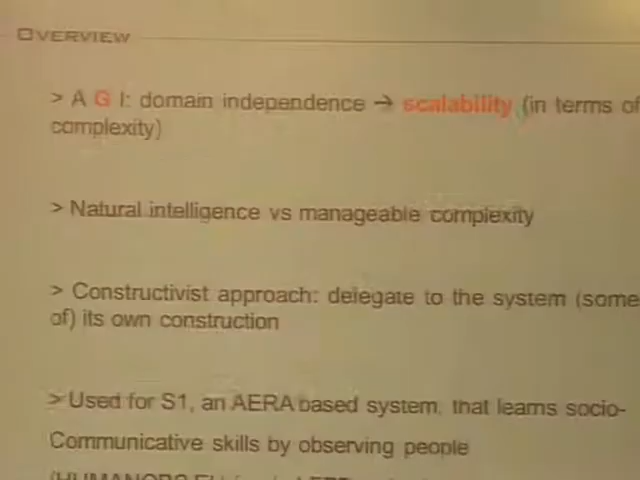 OVERVIEW
> A G I: domain independence → scalability (in terms of
complexity)
> Natural intelligence vs manageable complexity
> Constructivist approach: delegate to the system (some
of) its own construction
> Used for S1, an AERA based system, that learns socio-
Communicative skills by observing people